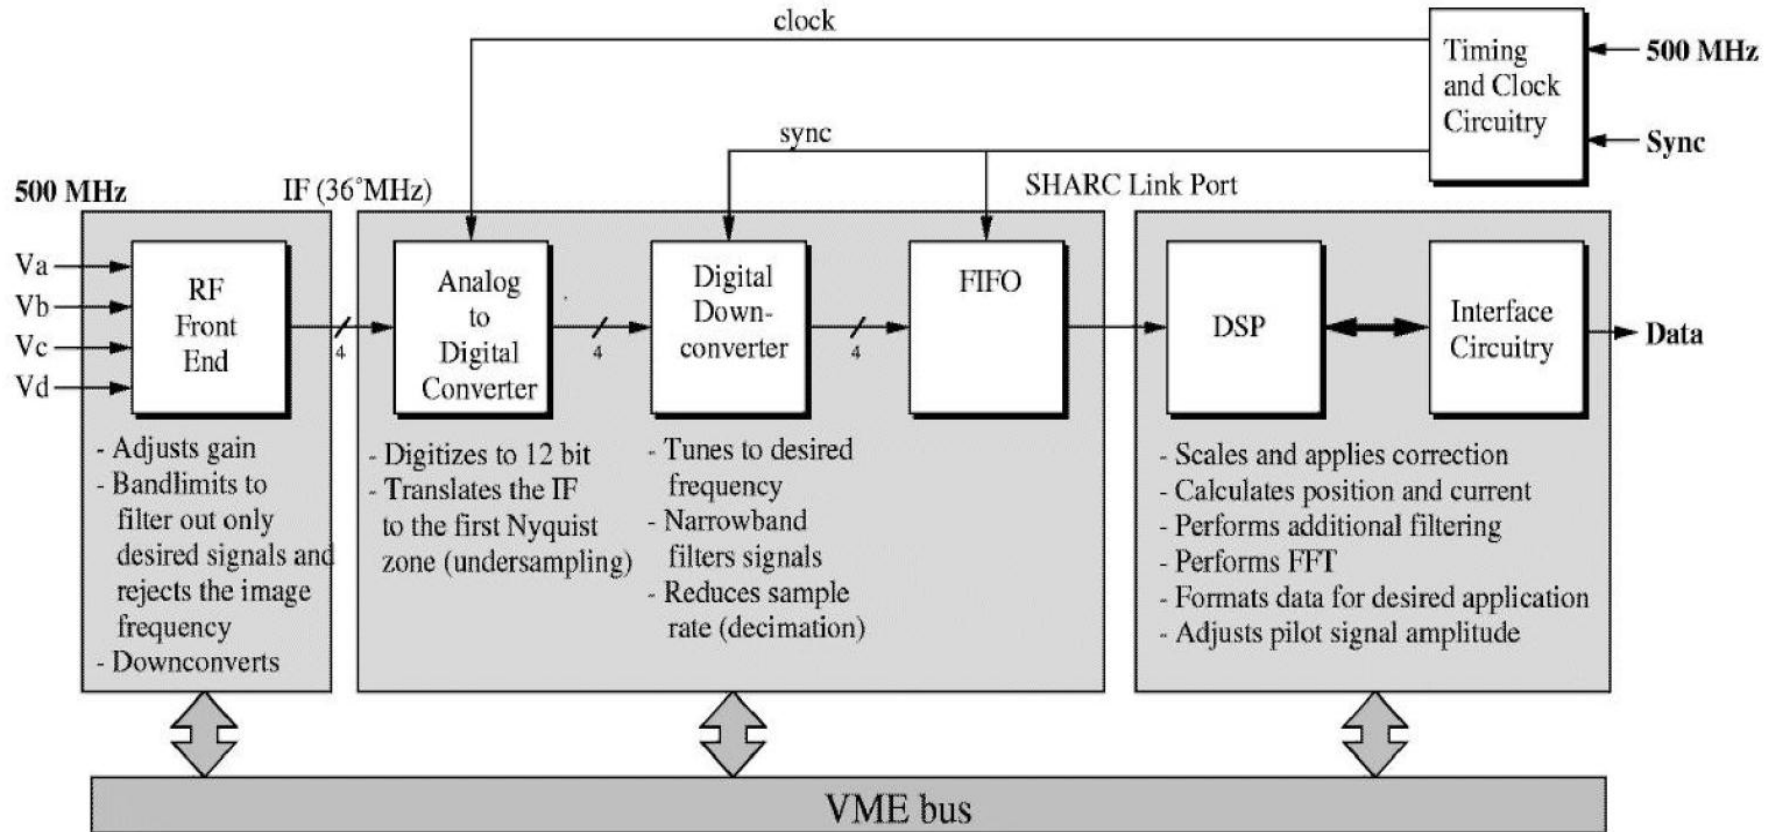 clock
Timing
and Clock
Circuitry
500 MHz
Sync
sync
500 MHz
IF (36°MHz)
SHARC Link Port
Va
Vb
Vc
Vd
RF
Front
End
4
Analog
to
Digital
Converter
4
Digital
Down-
converter
4
FIFO
DSP
Interface
Circuitry
Data
- Adjusts gain
- Bandlimits to
filter out only
desired signals and
rejects the image
frequency
- Downconverts
- Digitizes to 12 bit
- Translates the IF
to the first Nyquist
zone (undersampling)
- Tunes to desired
frequency
- Narrowband
filters signals
- Reduces sample
rate (decimation)
- Scales and applies correction
- Calculates position and current
- Performs additional filtering
- Performs FFT
- Formats data for desired application
- Adjusts pilot signal amplitude
VME bus